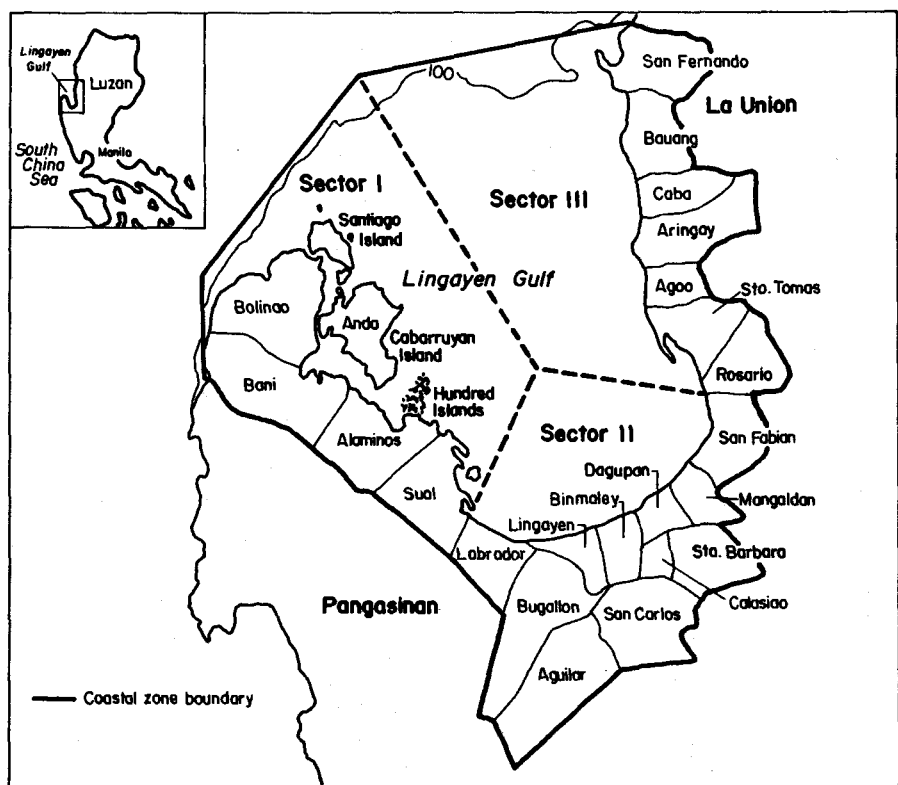 Lingayen
Gulf
Luzan
South
China
Sea
Manila
100
San Fernando
La Union
Bauang
Sector I
Caba
Sector III
Santiago
Island
Aringay
Lingayen Gulf
Agoo
Sto. Tomas
Bolinao
Anda
Cabarruyan
Island
Rosario
Bani
Hundred
Islands
Sector II
San Fabian
Alaminos
Dagupan
Sual
Binmaley
Mangaldan
Lingayen
Labrador
Sta. Barbara
Pangasinan
Bugallon
San Carlos
Calasiao
Aguilar
Coastal zone boundary